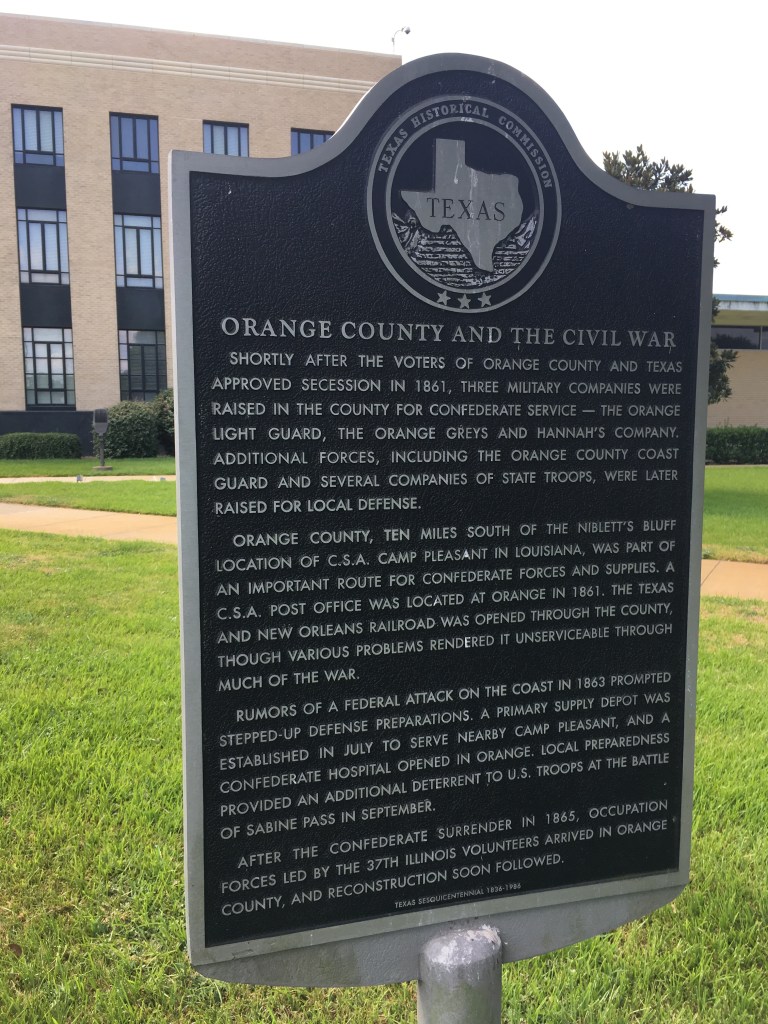 TEXAS HISTORICAL COMMISSION
TEXAS
ORANGE COUNTY AND THE CIVIL WAR
SHORTLY AFTER THE VOTERS OF ORANGE COUNTY AND TEXAS
APPROVED SECESSION IN 1861, THREE MILITARY COMPANIES WERE
RAISED IN THE COUNTY FOR CONFEDERATE SERVICE — THE ORANGE
LIGHT GUARD, THE ORANGE GREYS AND HANNAH'S COMPANY.
ADDITIONAL FORCES, INCLUDING THE ORANGE COUNTY COAST
GUARD AND SEVERAL COMPANIES OF STATE TROOPS, WERE LATER
RAISED FOR LOCAL DEFENSE.
ORANGE COUNTY, TEN MILES SOUTH OF THE NIBLETT'S BLUFF
LOCATION OF C.S.A. CAMP PLEASANT IN LOUISIANA, WAS PART OF
AN IMPORTANT ROUTE FOR CONFEDERATE FORCES AND SUPPLIES. A
C.S.A. POST OFFICE WAS LOCATED AT ORANGE IN 1861. THE TEXAS
AND NEW ORLEANS RAILROAD WAS OPENED THROUGH THE COUNTY,
THOUGH VARIOUS PROBLEMS RENDERED IT UNSERVICEABLE THROUGH
MUCH OF THE WAR.
RUMORS OF A FEDERAL ATTACK ON THE COAST IN 1863 PROMPTED
STEPPED-UP DEFENSE PREPARATIONS. A PRIMARY SUPPLY DEPOT WAS
ESTABLISHED IN JULY TO SERVE NEARBY CAMP PLEASANT, AND A
CONFEDERATE HOSPITAL OPENED IN ORANGE. LOCAL PREPAREDNESS
PROVIDED AN ADDITIONAL DETERRENT TO U.S. TROOPS AT THE BATTLE
OF SABINE PASS IN SEPTEMBER.
AFTER THE CONFEDERATE SURRENDER IN 1865, OCCUPATION
FORCES LED BY THE 37TH ILLINOIS VOLUNTEERS ARRIVED IN ORANGE
COUNTY, AND RECONSTRUCTION SOON FOLLOWED.
TEXAS SESQUICENTENNIAL 1836-1986